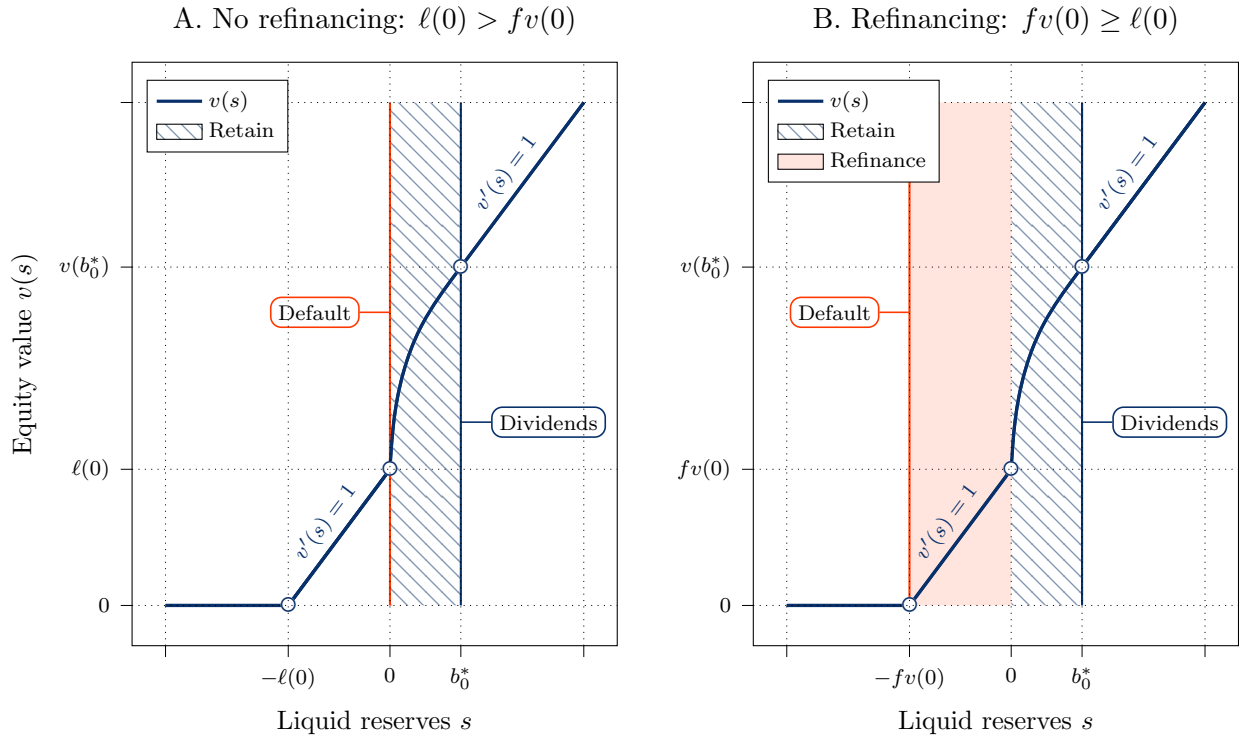 A. No refinancing: ℓ(0) > fv(0)
v(s)
Retain
v′(s) = 1
v(b₀*)
Default
Dividends
ℓ(0)
v′(s) = 1
0
Equity value v(s)
−ℓ(0)
0
b₀*
Liquid reserves s
B. Refinancing: fv(0) ≥ ℓ(0)
v(s)
Retain
Refinance
v′(s) = 1
v(b₀*)
Default
Dividends
fv(0)
v′(s) = 1
0
−fv(0)
0
b₀*
Liquid reserves s